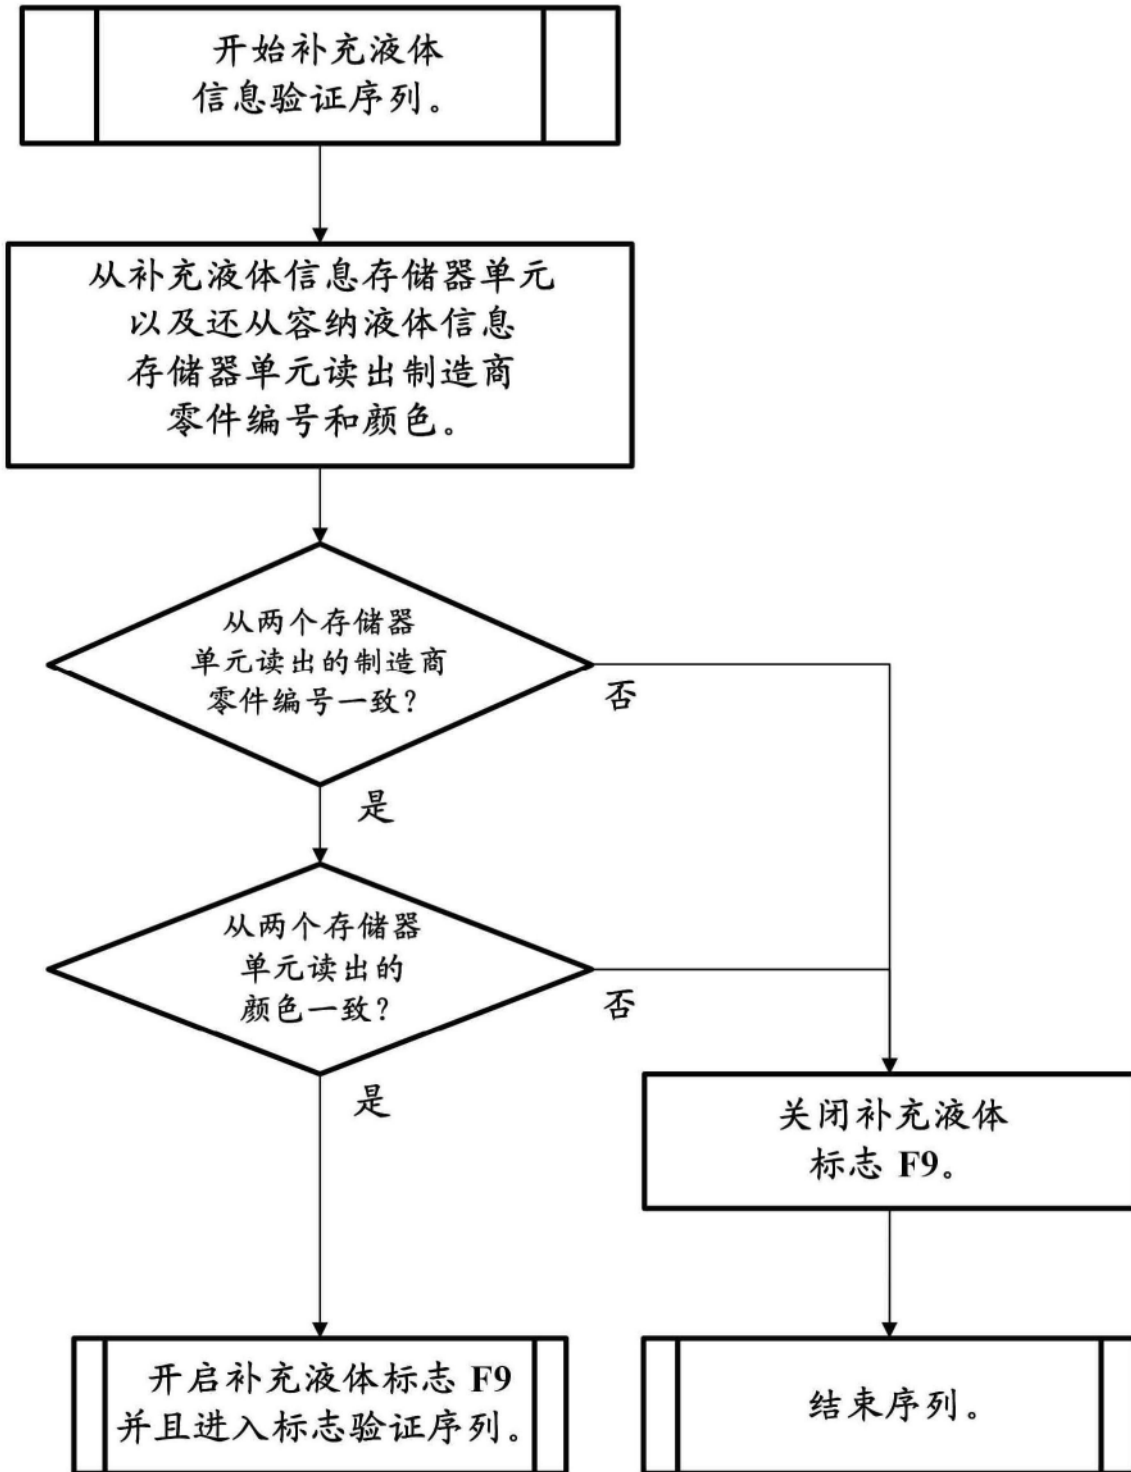 开始补充液体
信息验证序列。
从补充液体信息存储器单元
以及还从容纳液体信息
存储器单元读出制造商
零件编号和颜色。
从两个存储器
单元读出的制造商
零件编号一致？
否
是
从两个存储器
单元读出的
颜色一致？
否
是
关闭补充液体
标志 F9。
开启补充液体标志 F9
并且进入标志验证序列。
结束序列。